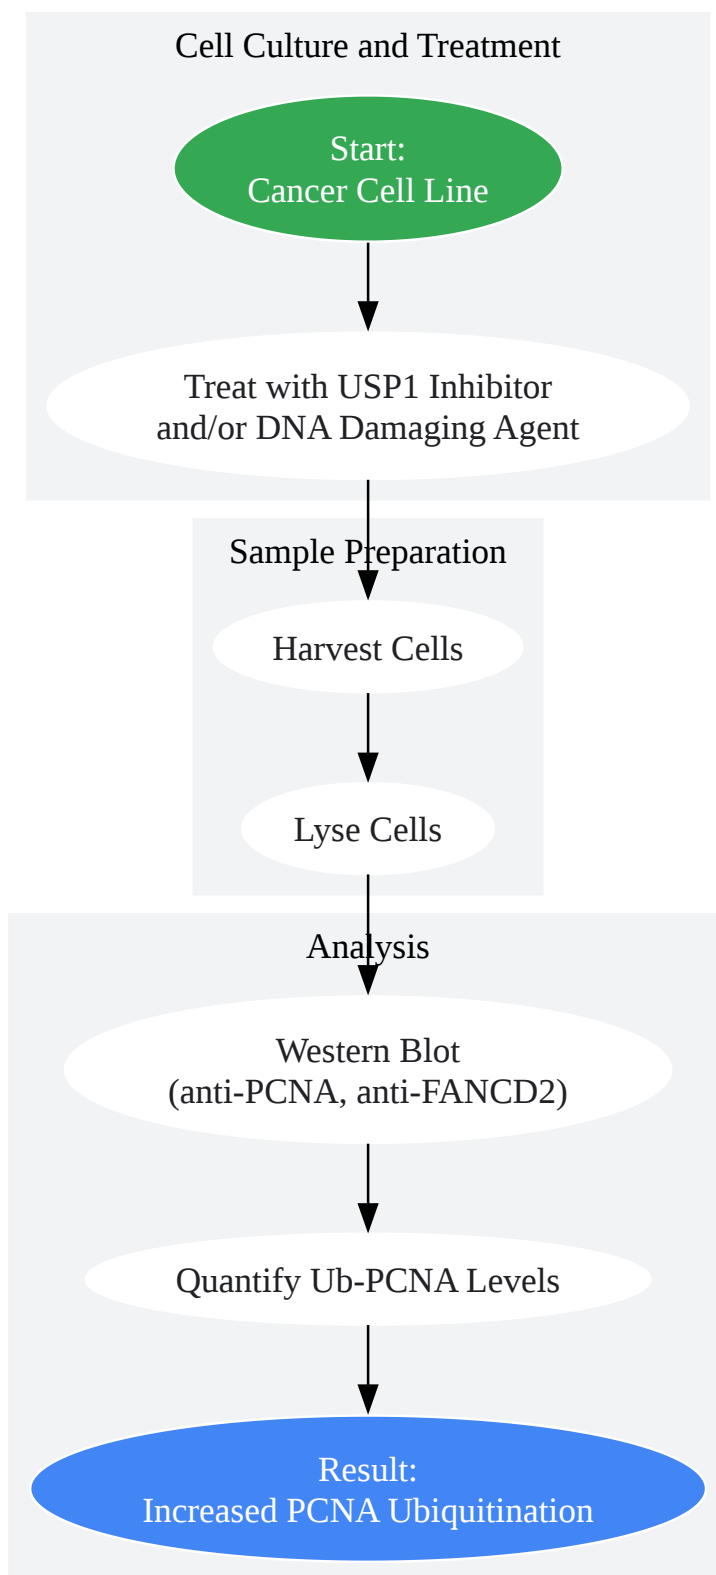 Cell Culture and Treatment
Start:
Cancer Cell Line
Treat with USP1 Inhibitor
and/or DNA Damaging Agent
Sample Preparation
Harvest Cells
Lyse Cells
Analysis
Western Blot
(anti-PCNA, anti-FANCD2)
Quantify Ub-PCNA Levels
Result:
Increased PCNA Ubiquitination